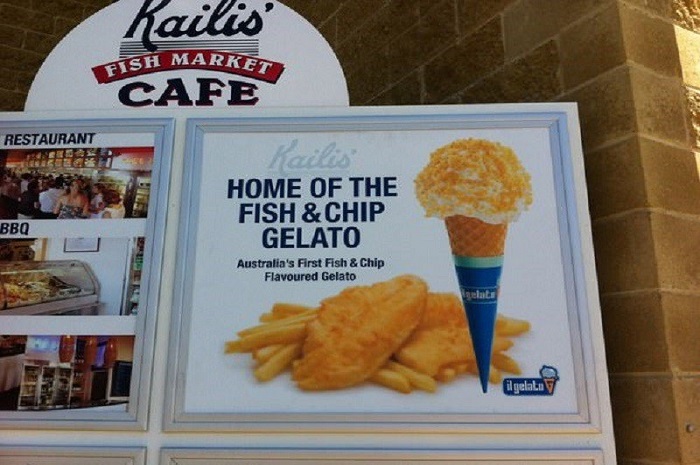 Kailis'
FISH MARKET
CAFE
RESTAURANT
BBQ
Kailis'
HOME OF THE
FISH & CHIP
GELATO
Australia's First Fish & Chip
Flavoured Gelato
il gelato
il gelato